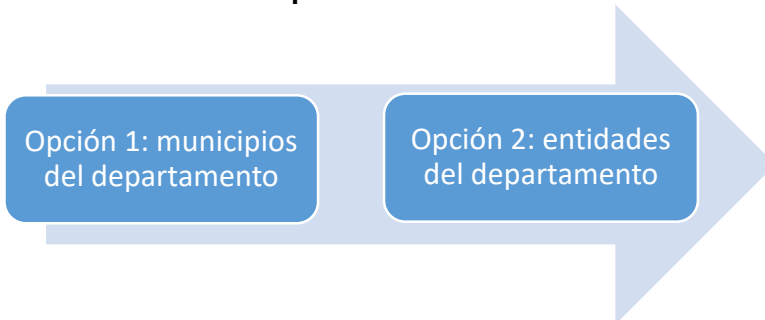 Opción 1: municipios
del departamento
Opción 2: entidades
del departamento